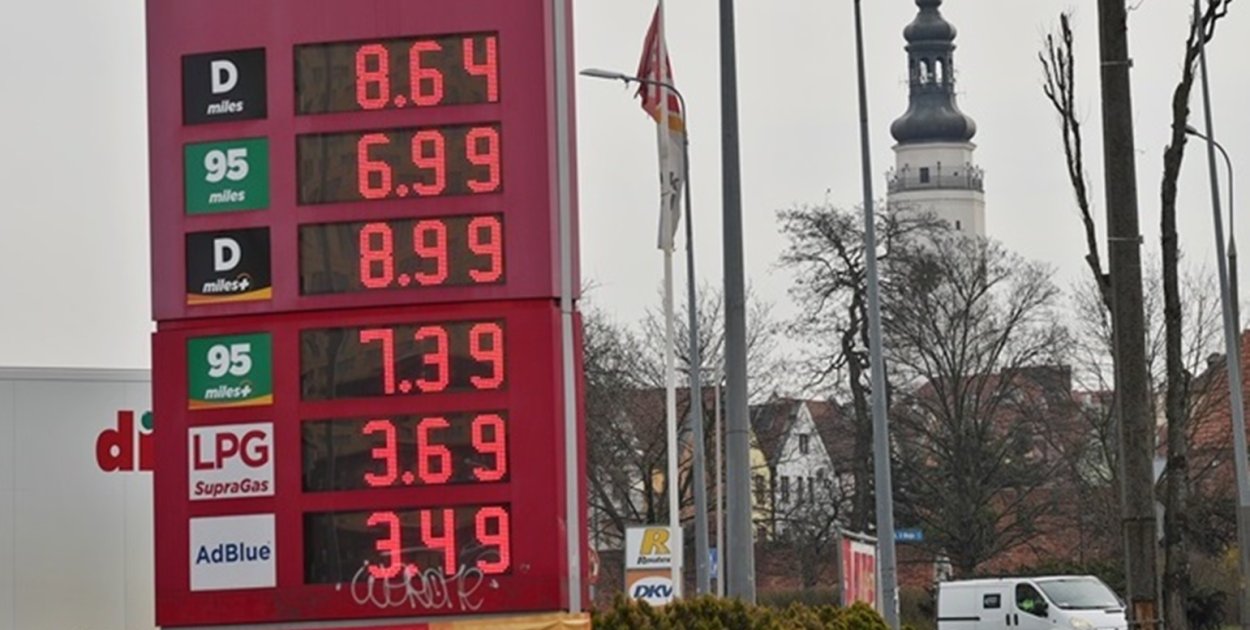 D
miles
8.64
95
miles
6.99
D
miles+
8.99
95
miles+
7.39
LPG
SupraGas
3.69
AdBlue
3.49
di
R
DKV